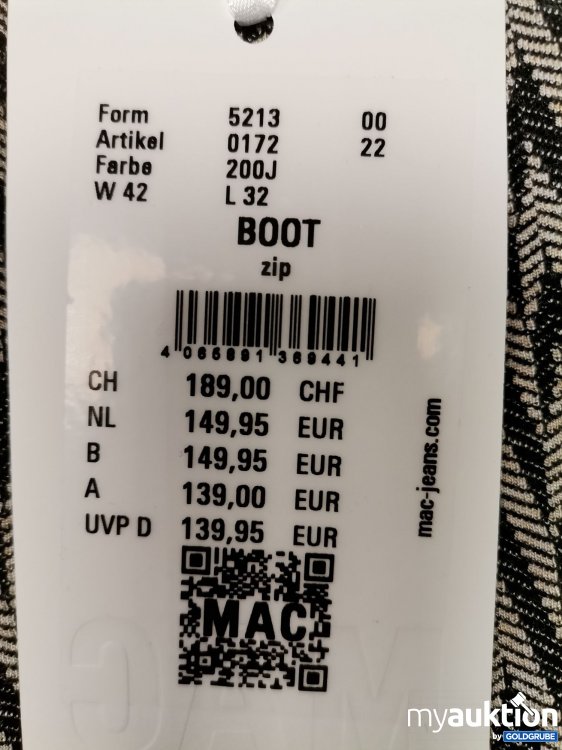 Form 5213 00
Artikel 0172 22
Farbe 200J
W 42 L 32
BOOT
zip
4 065891 369441
CH 189,00 CHF
NL 149,95 EUR
B 149,95 EUR
A 139,00 EUR
UVP D 139,95 EUR
mac-jeans.com
MAC
MAC
myauktion
by GOLDGRUBE